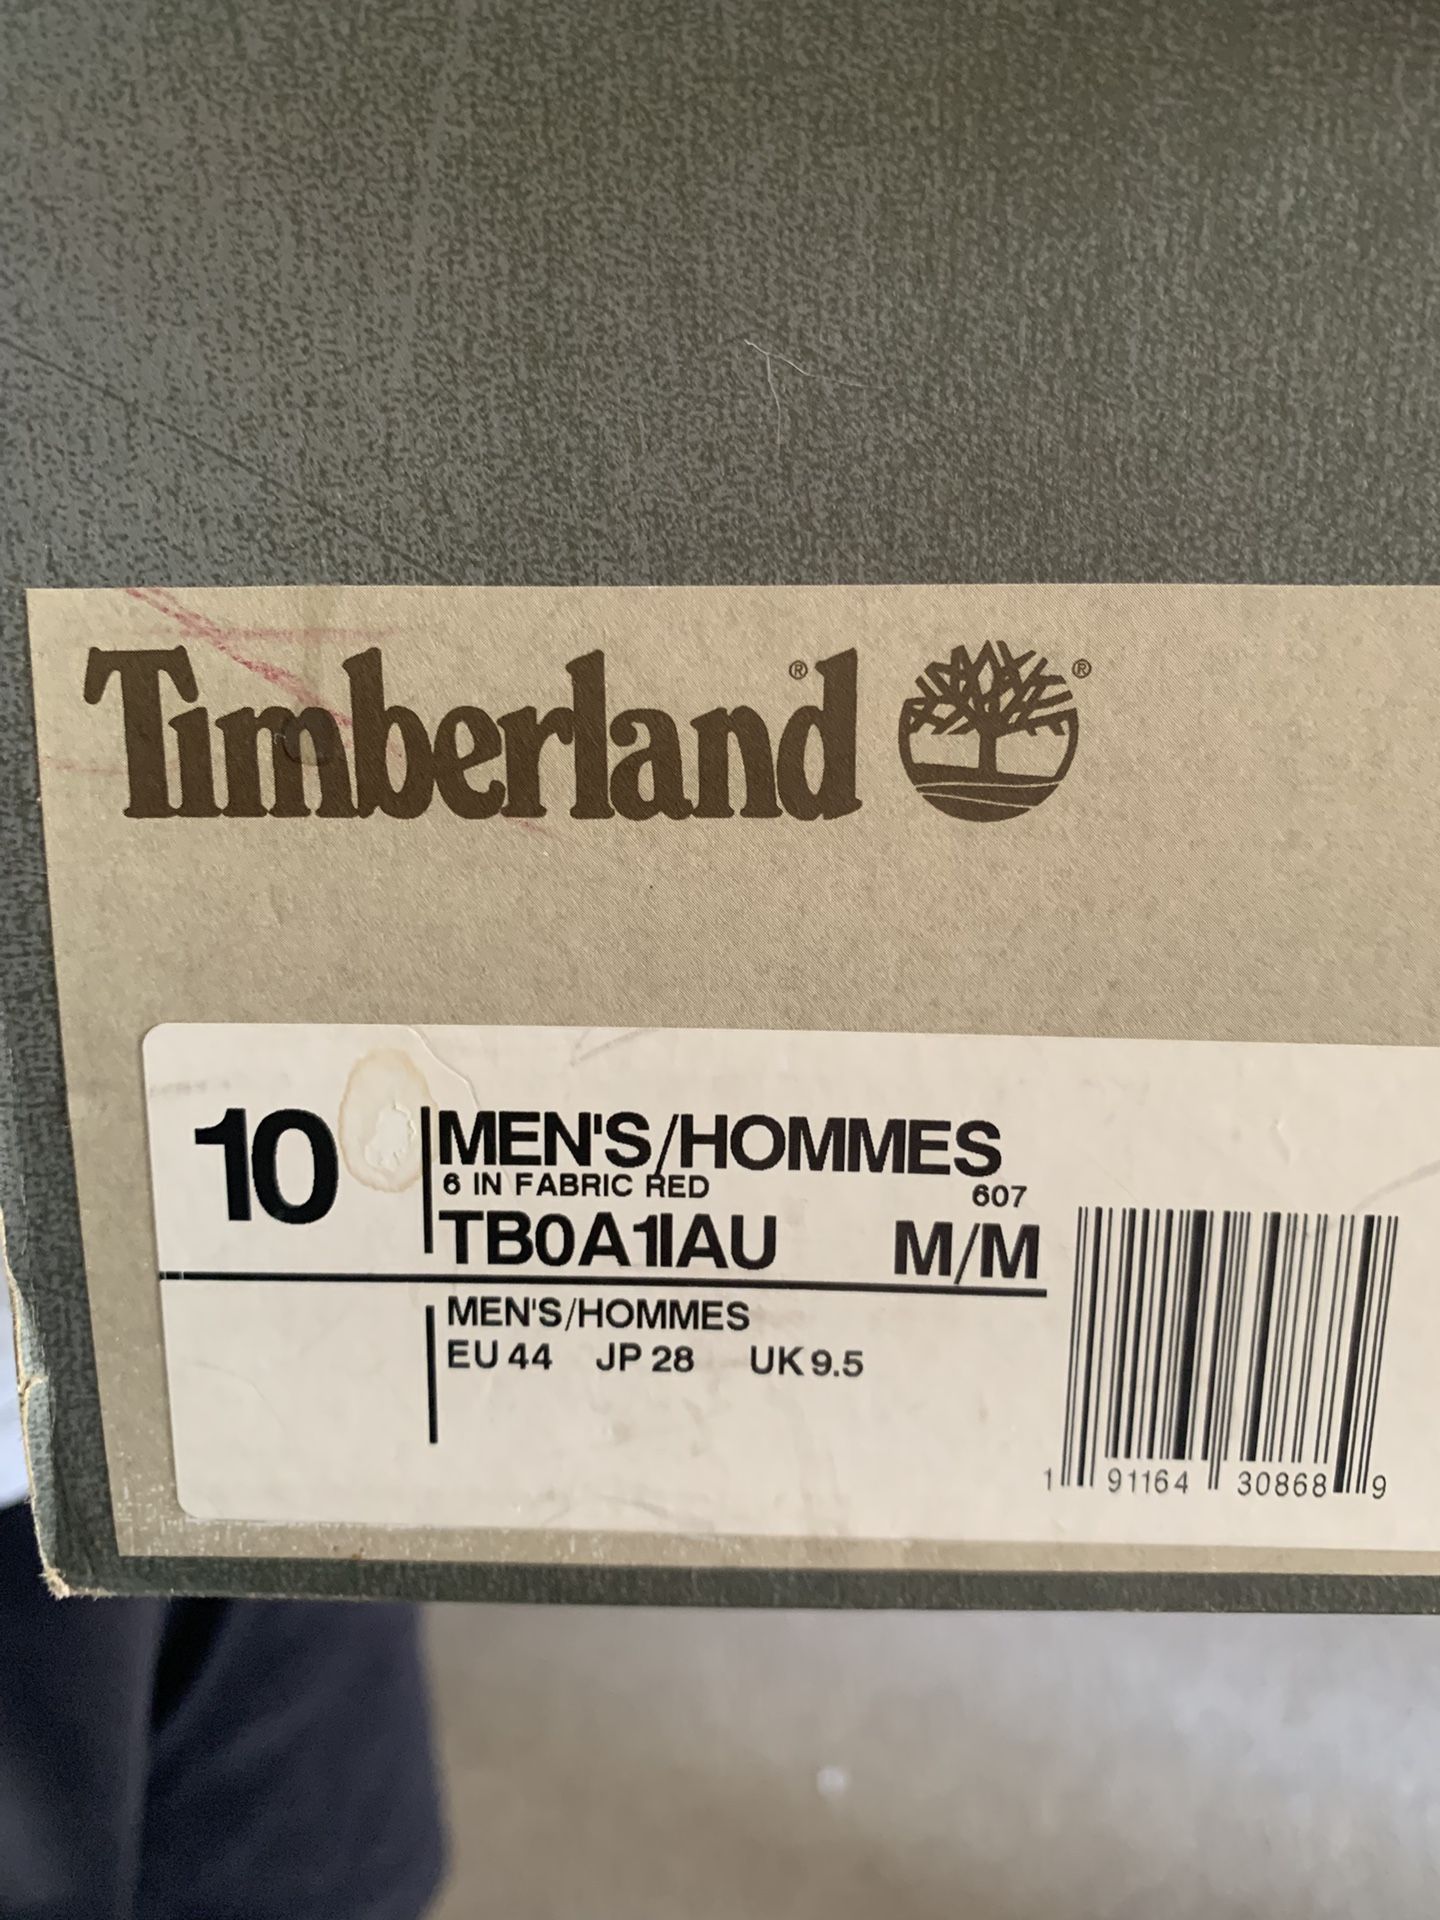 Timberland® ®
10 MEN'S/HOMMES
6 IN FABRIC RED 607
TB0A1IAU M/M
MEN'S/HOMMES
EU 44 JP 28 UK 9.5
1 91164 30868 9